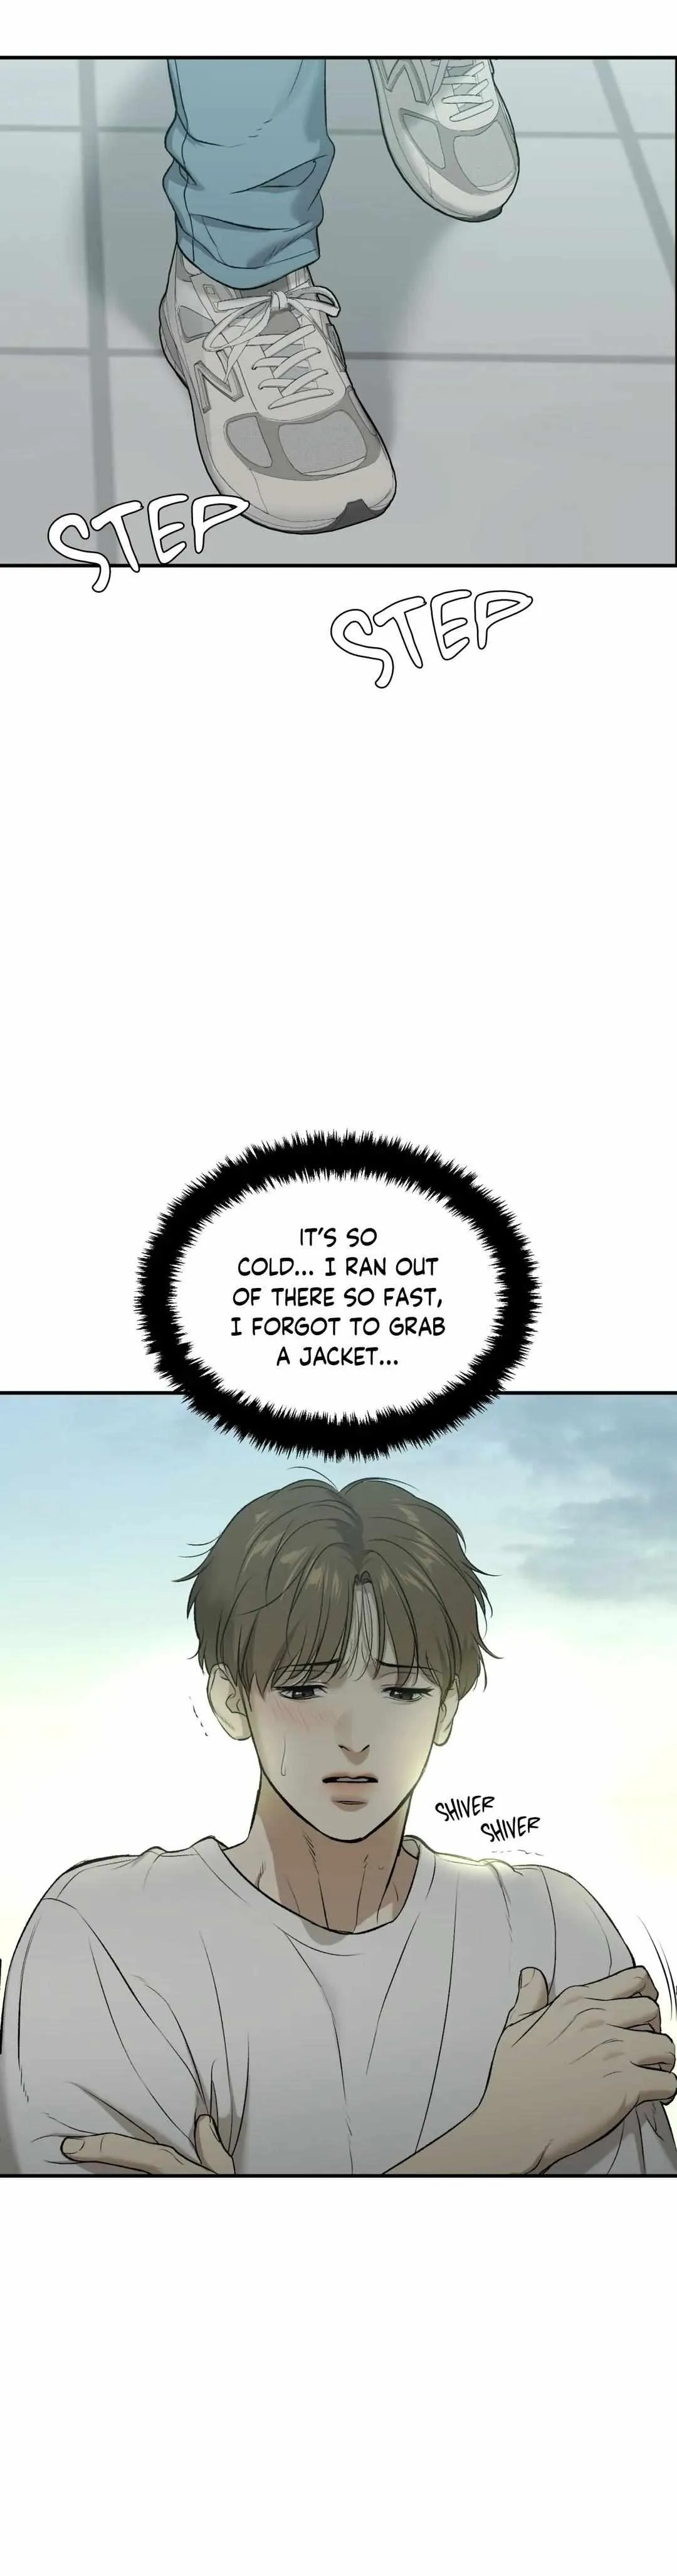 STEP
STEP
IT'S SO
COLD... I RAN OUT
OF THERE SO FAST,
I FORGOT TO GRAB
A JACKET...
SHIVER
SHIVER